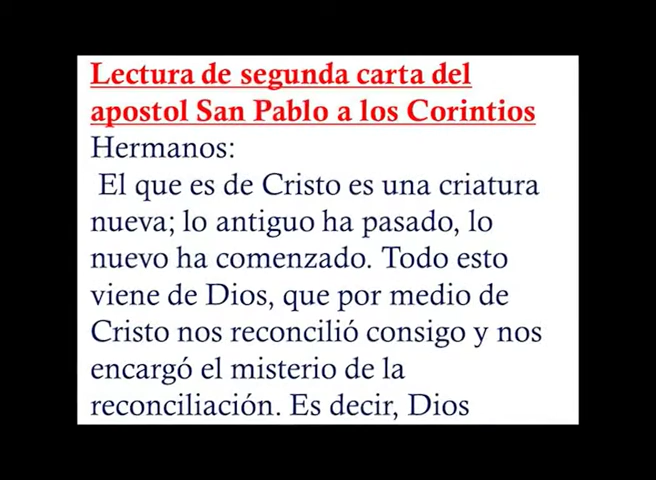 Lectura de segunda carta del
apostol San Pablo a los Corintios
Hermanos:
El que es de Cristo es una criatura
nueva; lo antiguo ha pasado, lo
nuevo ha comenzado. Todo esto
viene de Dios, que por medio de
Cristo nos reconcilió consigo y nos
encargó el misterio de la
reconciliación. Es decir, Dios